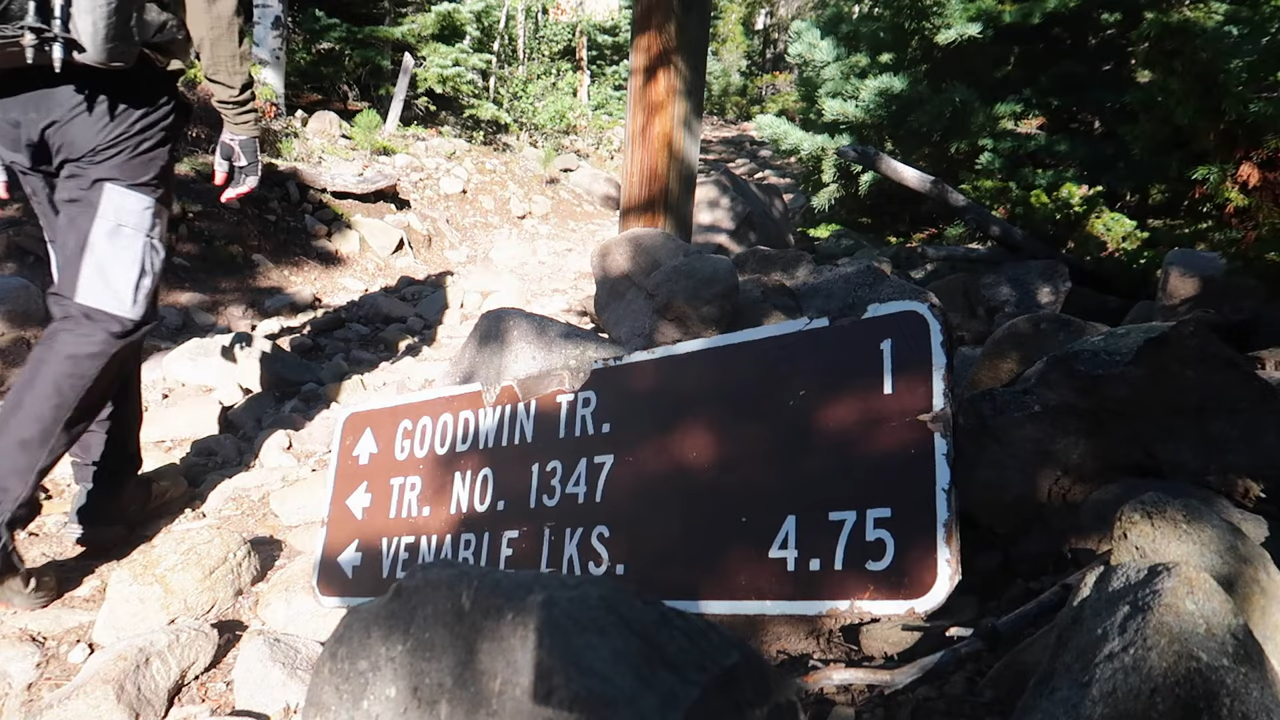 ↑ GOODWIN TR. 1
← TR. NO. 1347
← VENABLE LKS. 4.75